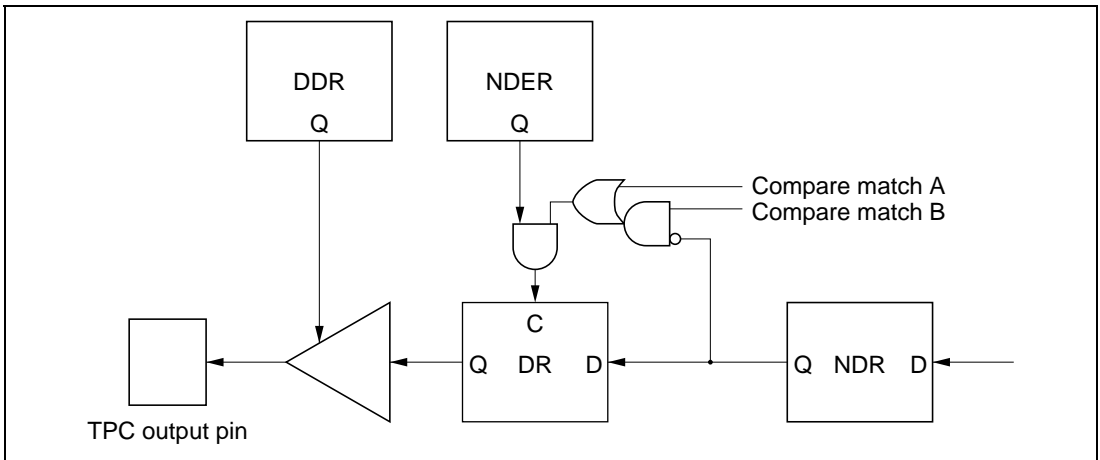 DDR
Q
NDER
Q
Compare match A
Compare match B
C
Q DR D
Q NDR D
TPC output pin